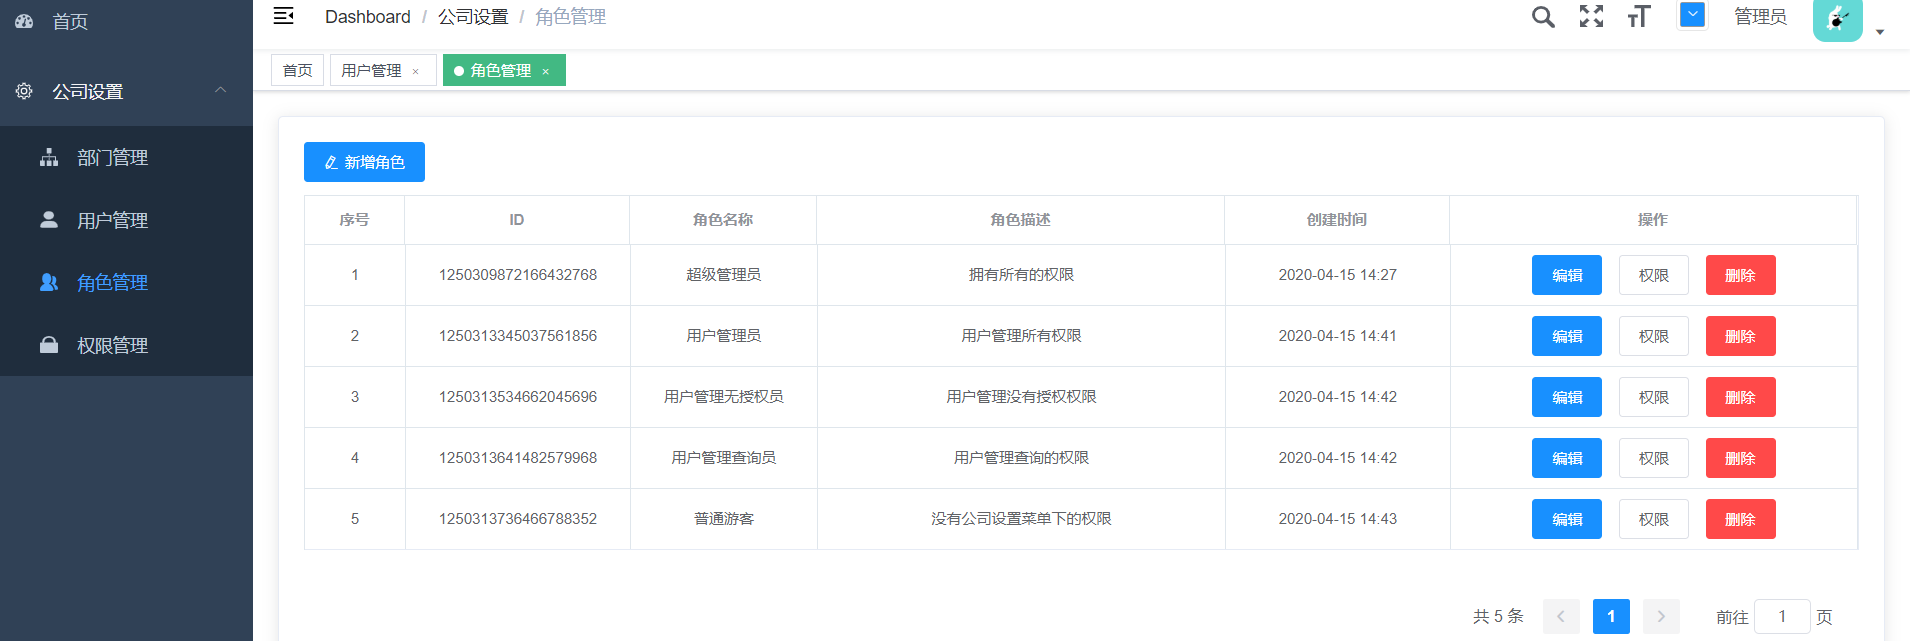 首页
公司设置
部门管理
用户管理
角色管理
权限管理
Dashboard / 公司设置 / 角色管理
管理员
首页 用户管理 × 角色管理 ×
新增角色
序号 ID 角色名称 角色描述 创建时间 操作
1 1250309872166432768 超级管理员 拥有所有的权限 2020-04-15 14:27 编辑 权限 删除
2 1250313345037561856 用户管理员 用户管理所有权限 2020-04-15 14:41 编辑 权限 删除
3 1250313534662045696 用户管理无授权员 用户管理没有授权权限 2020-04-15 14:42 编辑 权限 删除
4 1250313641482579968 用户管理查询员 用户管理查询的权限 2020-04-15 14:42 编辑 权限 删除
5 1250313736466788352 普通游客 没有公司设置菜单下的权限 2020-04-15 14:43 编辑 权限 删除
共 5 条 1 前往 1 页